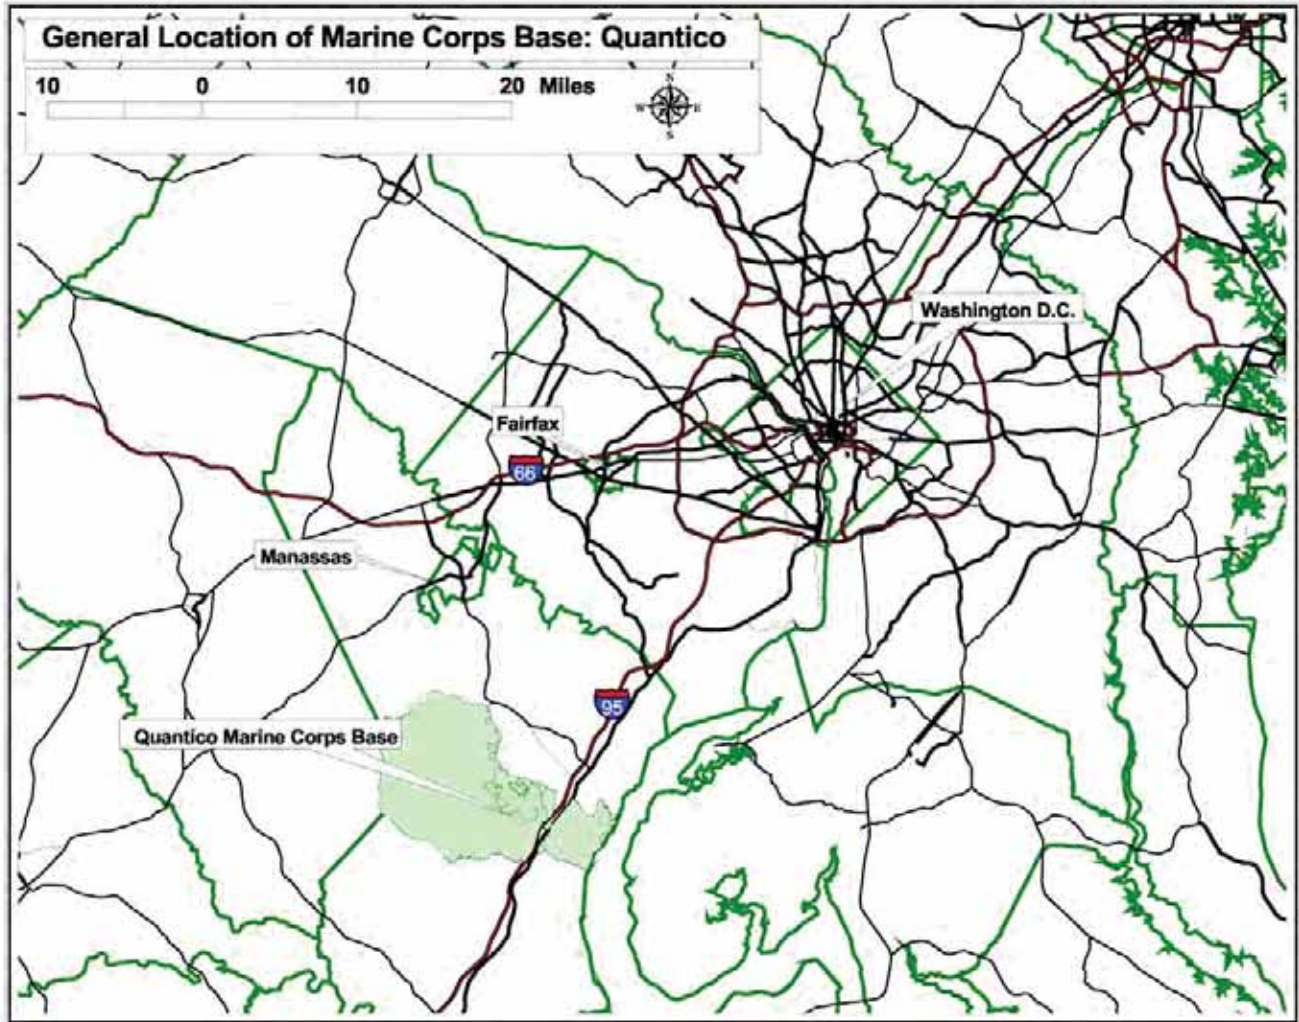 General Location of Marine Corps Base: Quantico
10 0 10 20 Miles
N
W E
S
Washington D.C.
Fairfax
66
Manassas
95
Quantico Marine Corps Base